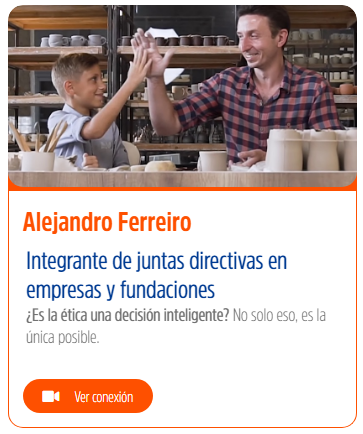 Alejandro Ferreiro
Integrante de juntas directivas en
empresas y fundaciones
¿Es la ética una decisión inteligente? No solo eso, es la
única posible.
Ver conexión